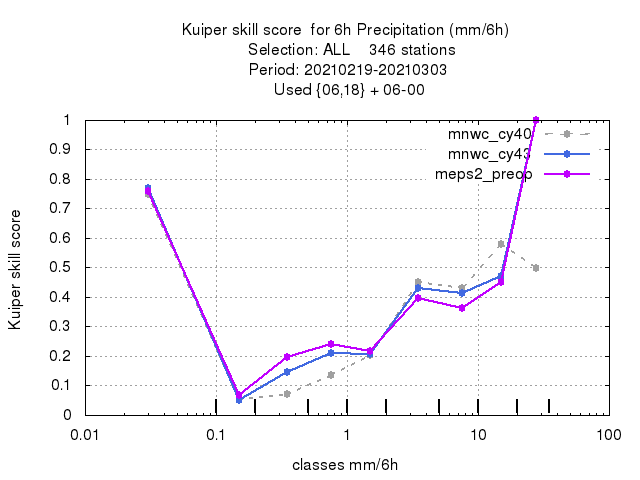 Kuiper skill score  for 6h Precipitation (mm/6h)
Selection: ALL    346 stations
Period: 20210219-20210303
Used {06,18} + 06-00
mnwc_cy40
mnwc_cy43
meps2_preop
Kuiper skill score
1
0.9
0.8
0.7
0.6
0.5
0.4
0.3
0.2
0.1
0
0.01
0.1
1
10
100
classes mm/6h